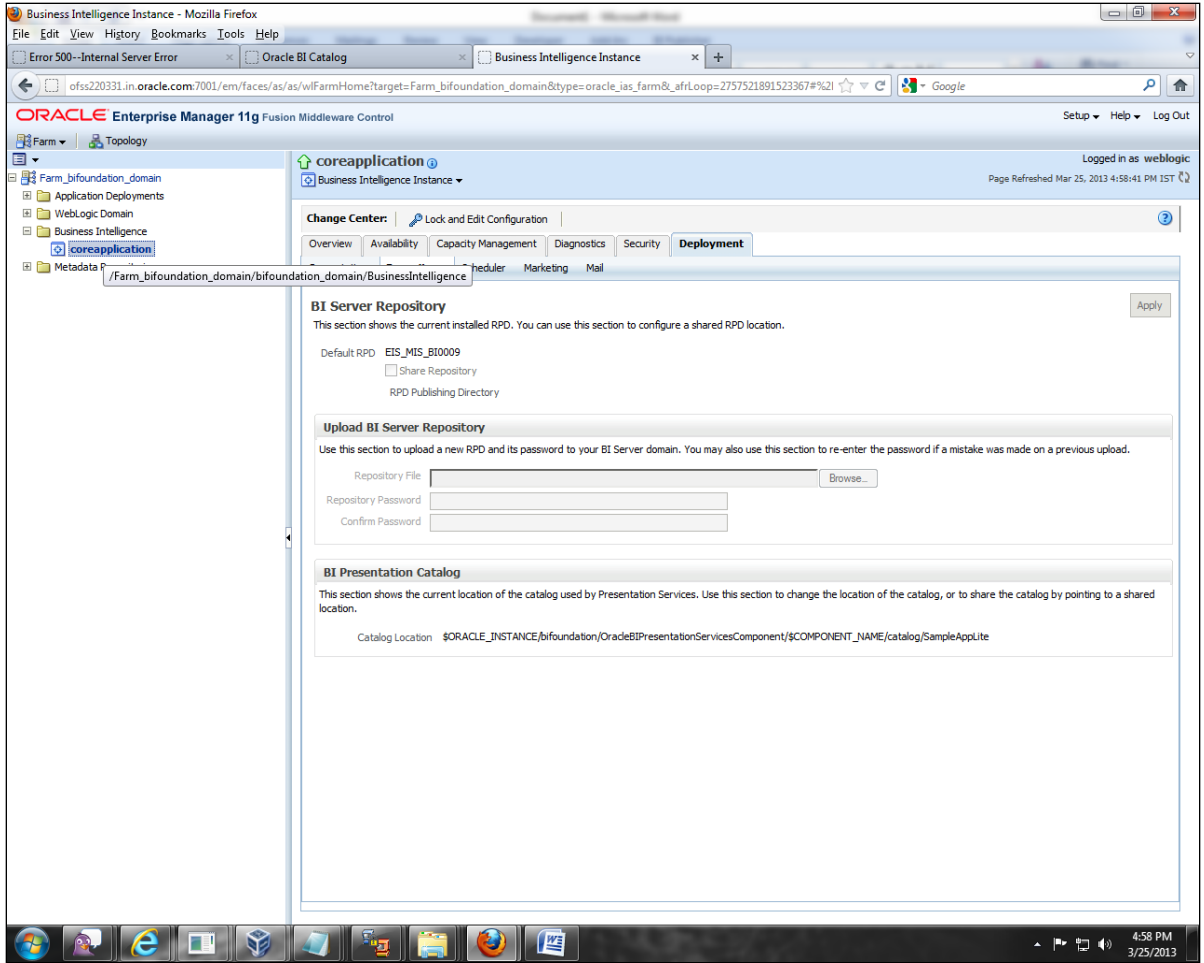 Business Intelligence Instance - Mozilla Firefox
File Edit View History Bookmarks Tools Help
Error 500--Internal Server Error × Oracle BI Catalog × Business Intelligence Instance × +
ofss220331.in.oracle.com:7001/em/faces/as/as/wlFarmHome?target=Farm_bifoundation_domain&type=oracle_ias_farm&_afrLoop=2757521891523367#%2 Google
ORACLE Enterprise Manager 11g Fusion Middleware Control
Setup Help Log Out
Farm Topology
Farm_bifoundation_domain
Application Deployments
WebLogic Domain
Business Intelligence
coreapplication
Metadata
/Farm_bifoundation_domain/bifoundation_domain/BusinessIntelligence
coreapplication
Logged in as weblogic
Business Intelligence Instance
Page Refreshed Mar 25, 2013 4:58:41 PM IST
Change Center: Lock and Edit Configuration
Overview Availability Capacity Management Diagnostics Security Deployment
Scheduler Marketing Mail
BI Server Repository
Apply
This section shows the current installed RPD. You can use this section to configure a shared RPD location.
Default RPD EIS_MIS_BI0009
Share Repository
RPD Publishing Directory
Upload BI Server Repository
Use this section to upload a new RPD and its password to your BI Server domain. You may also use this section to re-enter the password if a mistake was made on a previous upload.
Repository File Browse...
Repository Password
Confirm Password
BI Presentation Catalog
This section shows the current location of the catalog used by Presentation Services. Use this section to change the location of the catalog, or to share the catalog by pointing to a shared
location.
Catalog Location $ORACLE_INSTANCE/bifoundation/OracleBIPresentationServicesComponent/$COMPONENT_NAME/catalog/SampleAppLite
4:58 PM
3/25/2013